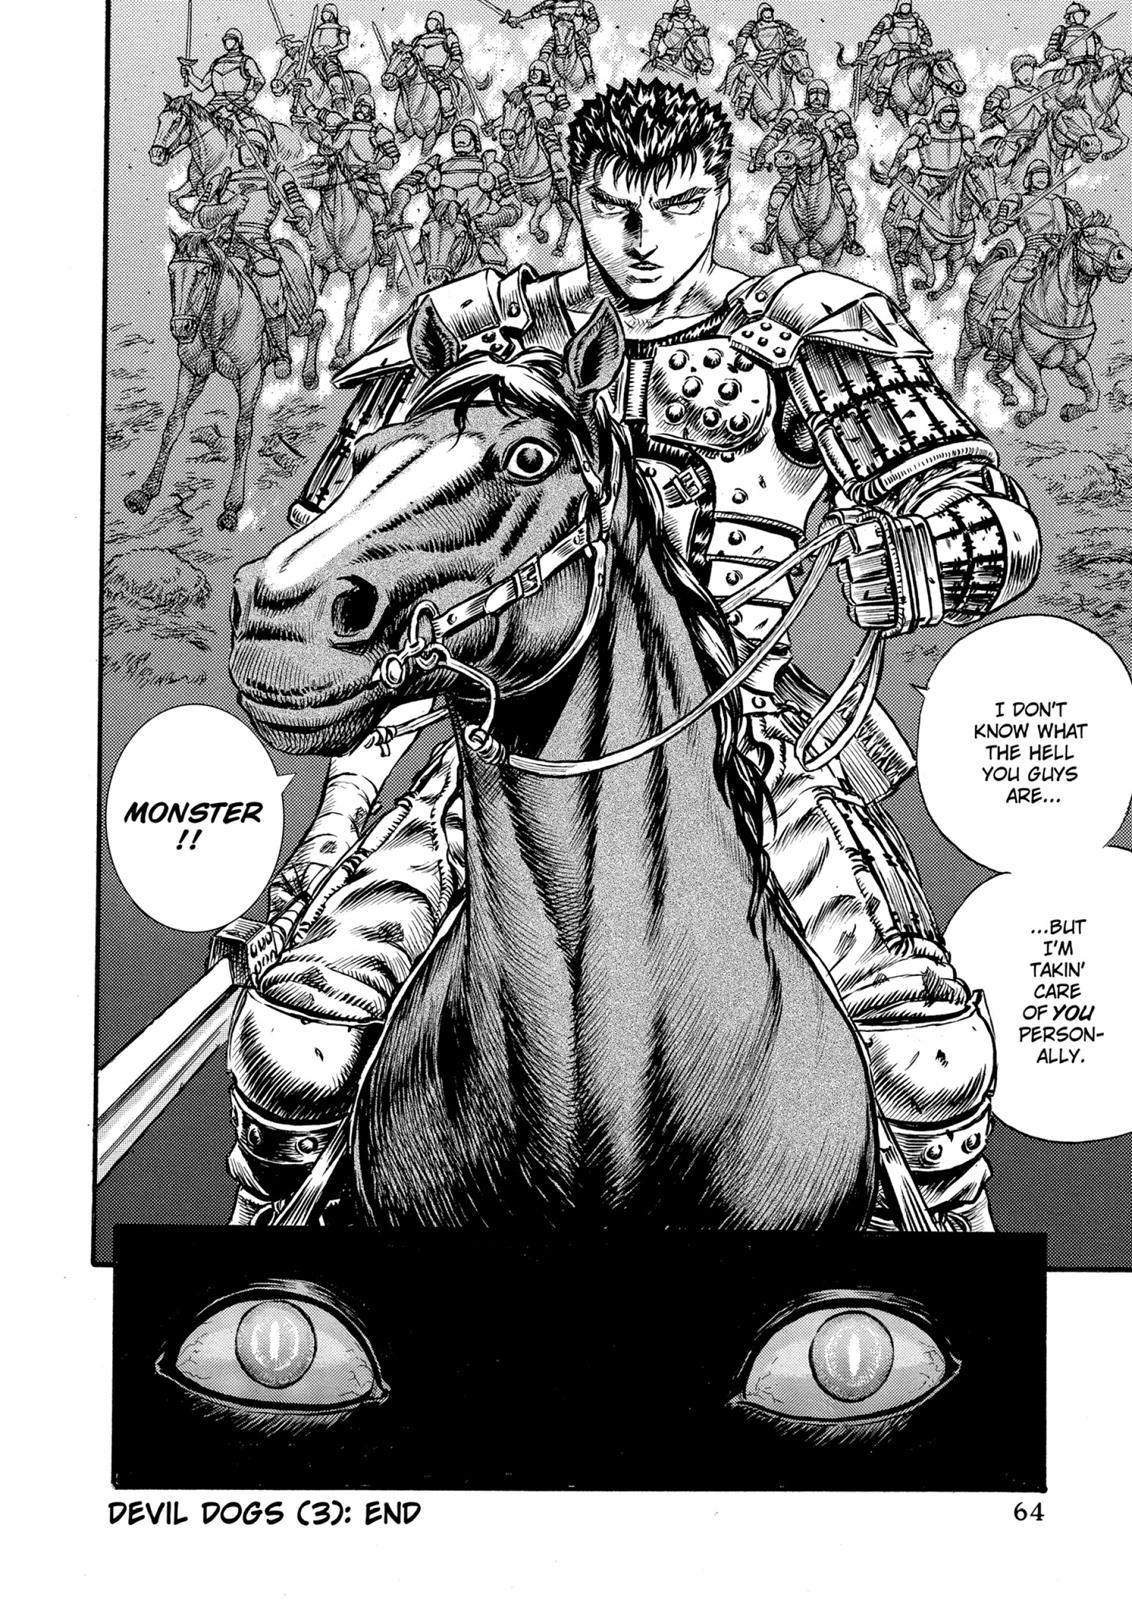 I DON'T
KNOW WHAT
THE HELL
YOU GUYS
ARE...
...BUT
I'M
TAKIN'
CARE
OF YOU
PERSON-
ALLY.
MONSTER
!!
DEVIL DOGS (3): END
64